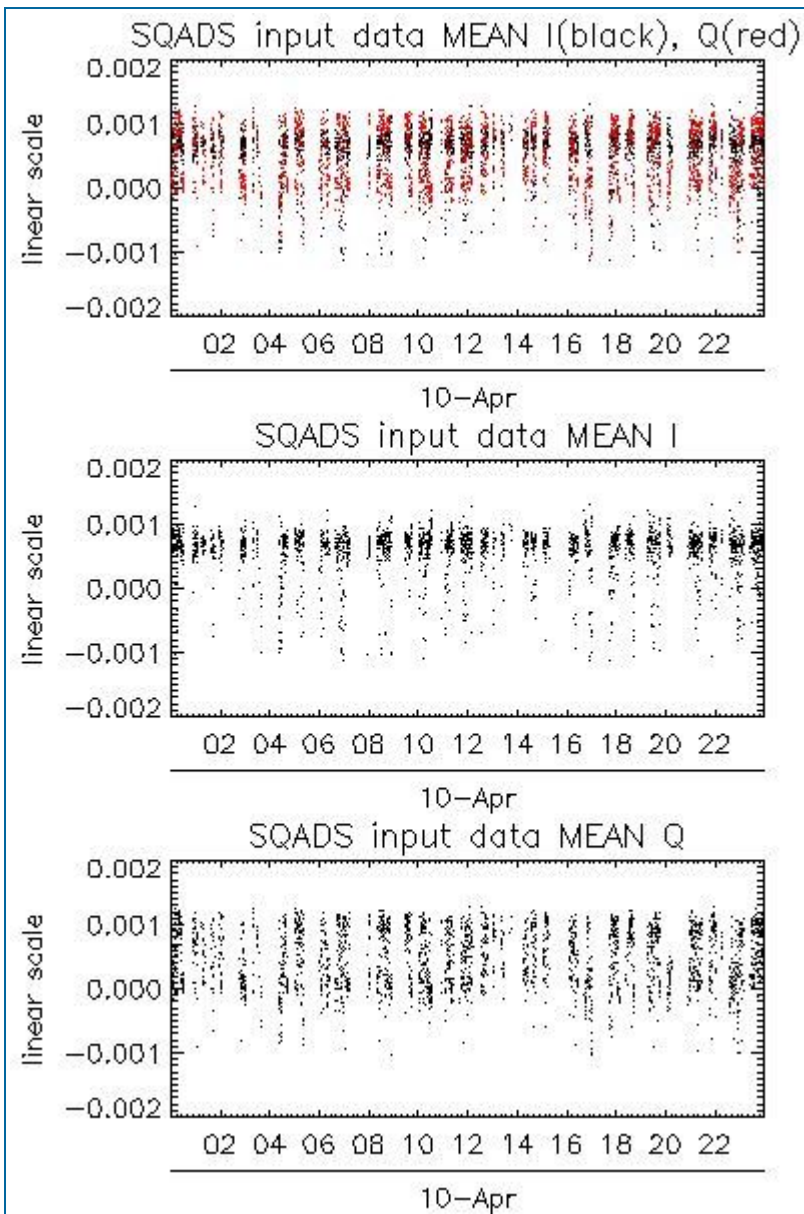 SQADS input data MEAN I(black), Q(red)
0.002
0.001
0.000
−0.001
−0.002
linear scale
02 04 06 08 10 12 14 16 18 20 22
10−Apr
SQADS input data MEAN I
0.002
0.001
0.000
−0.001
−0.002
linear scale
02 04 06 08 10 12 14 16 18 20 22
10−Apr
SQADS input data MEAN Q
0.002
0.001
0.000
−0.001
−0.002
linear scale
02 04 06 08 10 12 14 16 18 20 22
10−Apr